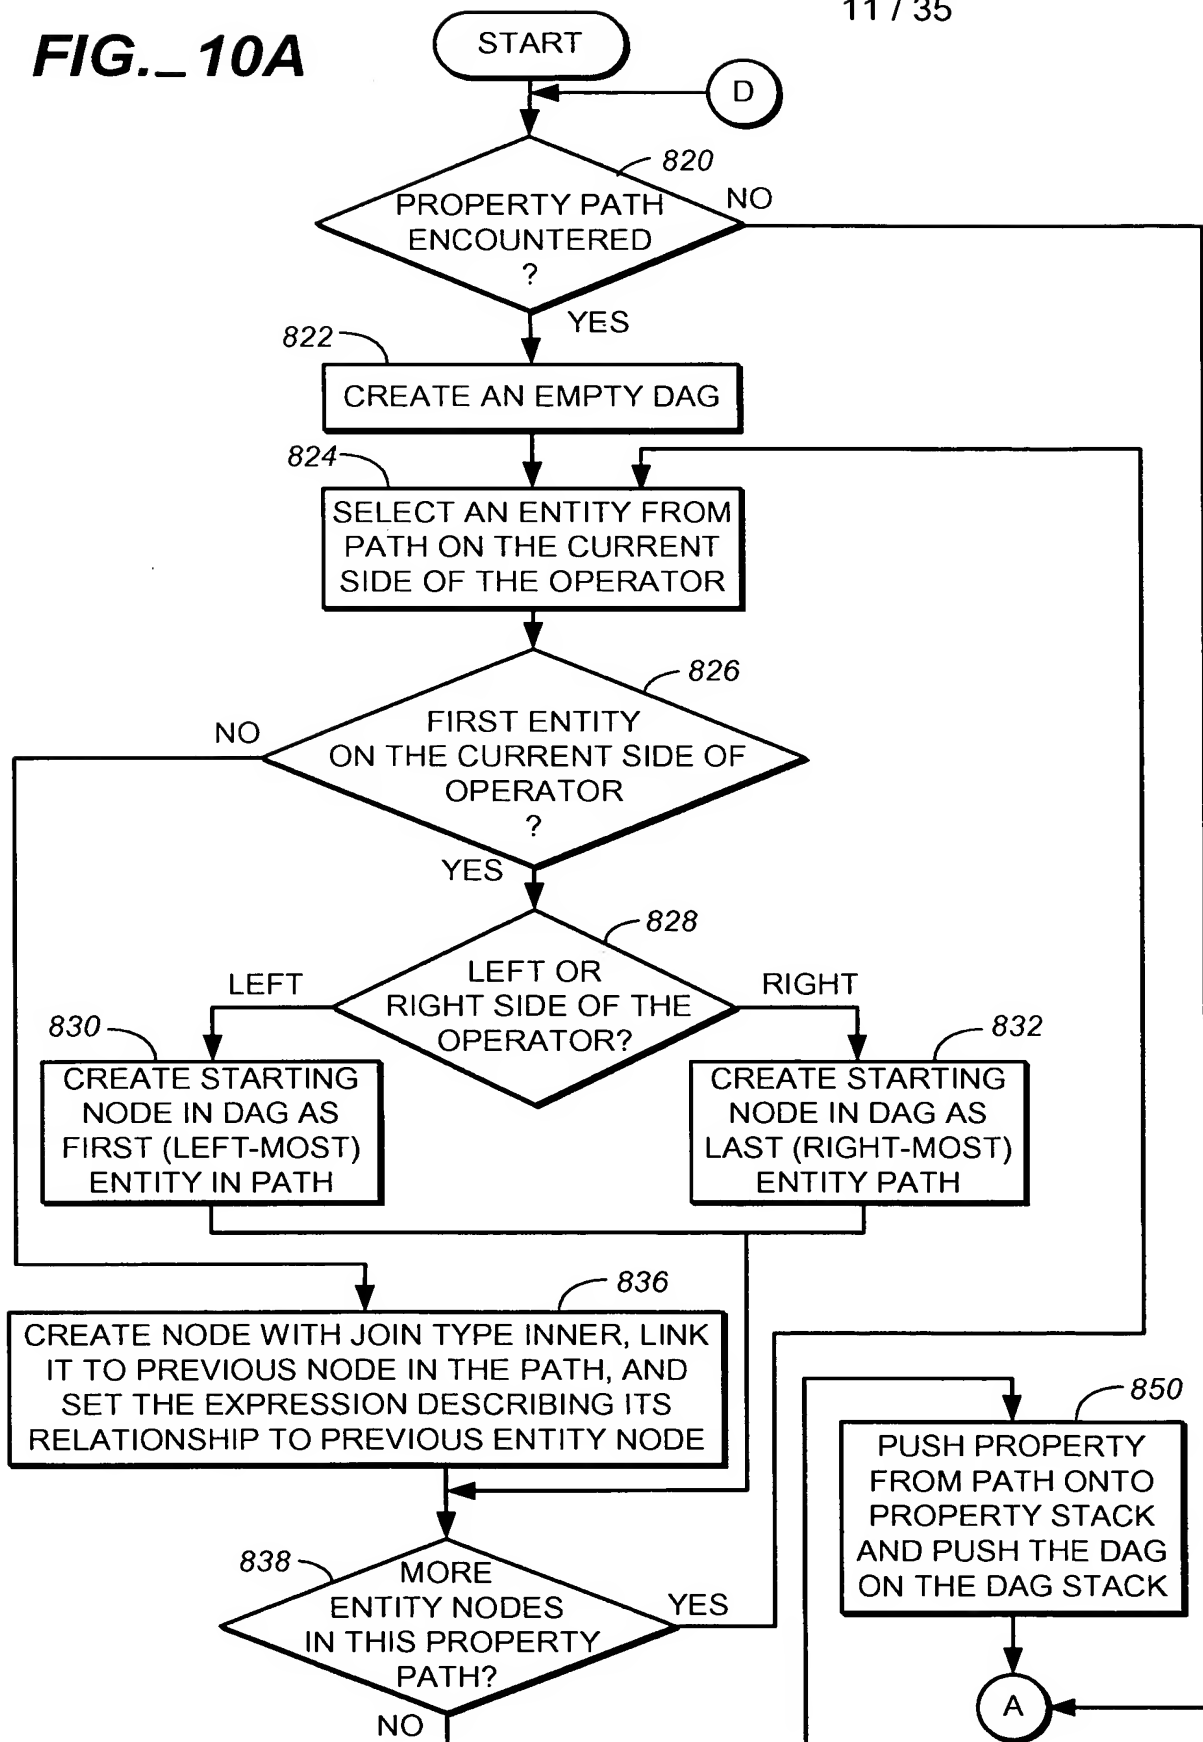 11 / 35
FIG._10A
START
D
820
PROPERTY PATH
ENCOUNTERED
?
NO
YES
822
CREATE AN EMPTY DAG
824
SELECT AN ENTITY FROM
PATH ON THE CURRENT
SIDE OF THE OPERATOR
826
FIRST ENTITY
ON THE CURRENT SIDE OF
OPERATOR
?
NO
YES
828
LEFT OR
RIGHT SIDE OF THE
OPERATOR?
LEFT
RIGHT
830
CREATE STARTING
NODE IN DAG AS
FIRST (LEFT-MOST)
ENTITY IN PATH
832
CREATE STARTING
NODE IN DAG AS
LAST (RIGHT-MOST)
ENTITY PATH
836
CREATE NODE WITH JOIN TYPE INNER, LINK
IT TO PREVIOUS NODE IN THE PATH, AND
SET THE EXPRESSION DESCRIBING ITS
RELATIONSHIP TO PREVIOUS ENTITY NODE
838
MORE
ENTITY NODES
IN THIS PROPERTY
PATH?
YES
NO
850
PUSH PROPERTY
FROM PATH ONTO
PROPERTY STACK
AND PUSH THE DAG
ON THE DAG STACK
A